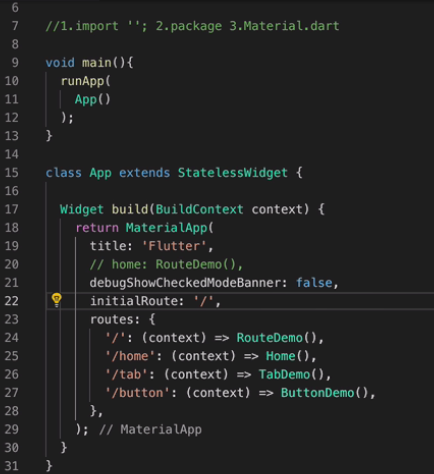 6
7 //1.import ''; 2.package 3.Material.dart
8
9 void main(){
10 runApp(
11 App()
12 );
13 }
14
15 class App extends StatelessWidget {
16
17 Widget build(BuildContext context) {
18 return MaterialApp(
19 title: 'Flutter',
20 // home: RouteDemo(),
21 debugShowCheckedModeBanner: false,
22 initialRoute: '/',
23 routes: {
24 '/': (context) => RouteDemo(),
25 '/home': (context) => Home(),
26 '/tab': (context) => TabDemo(),
27 '/button': (context) => ButtonDemo(),
28 },
29 ); // MaterialApp
30 }
31 }